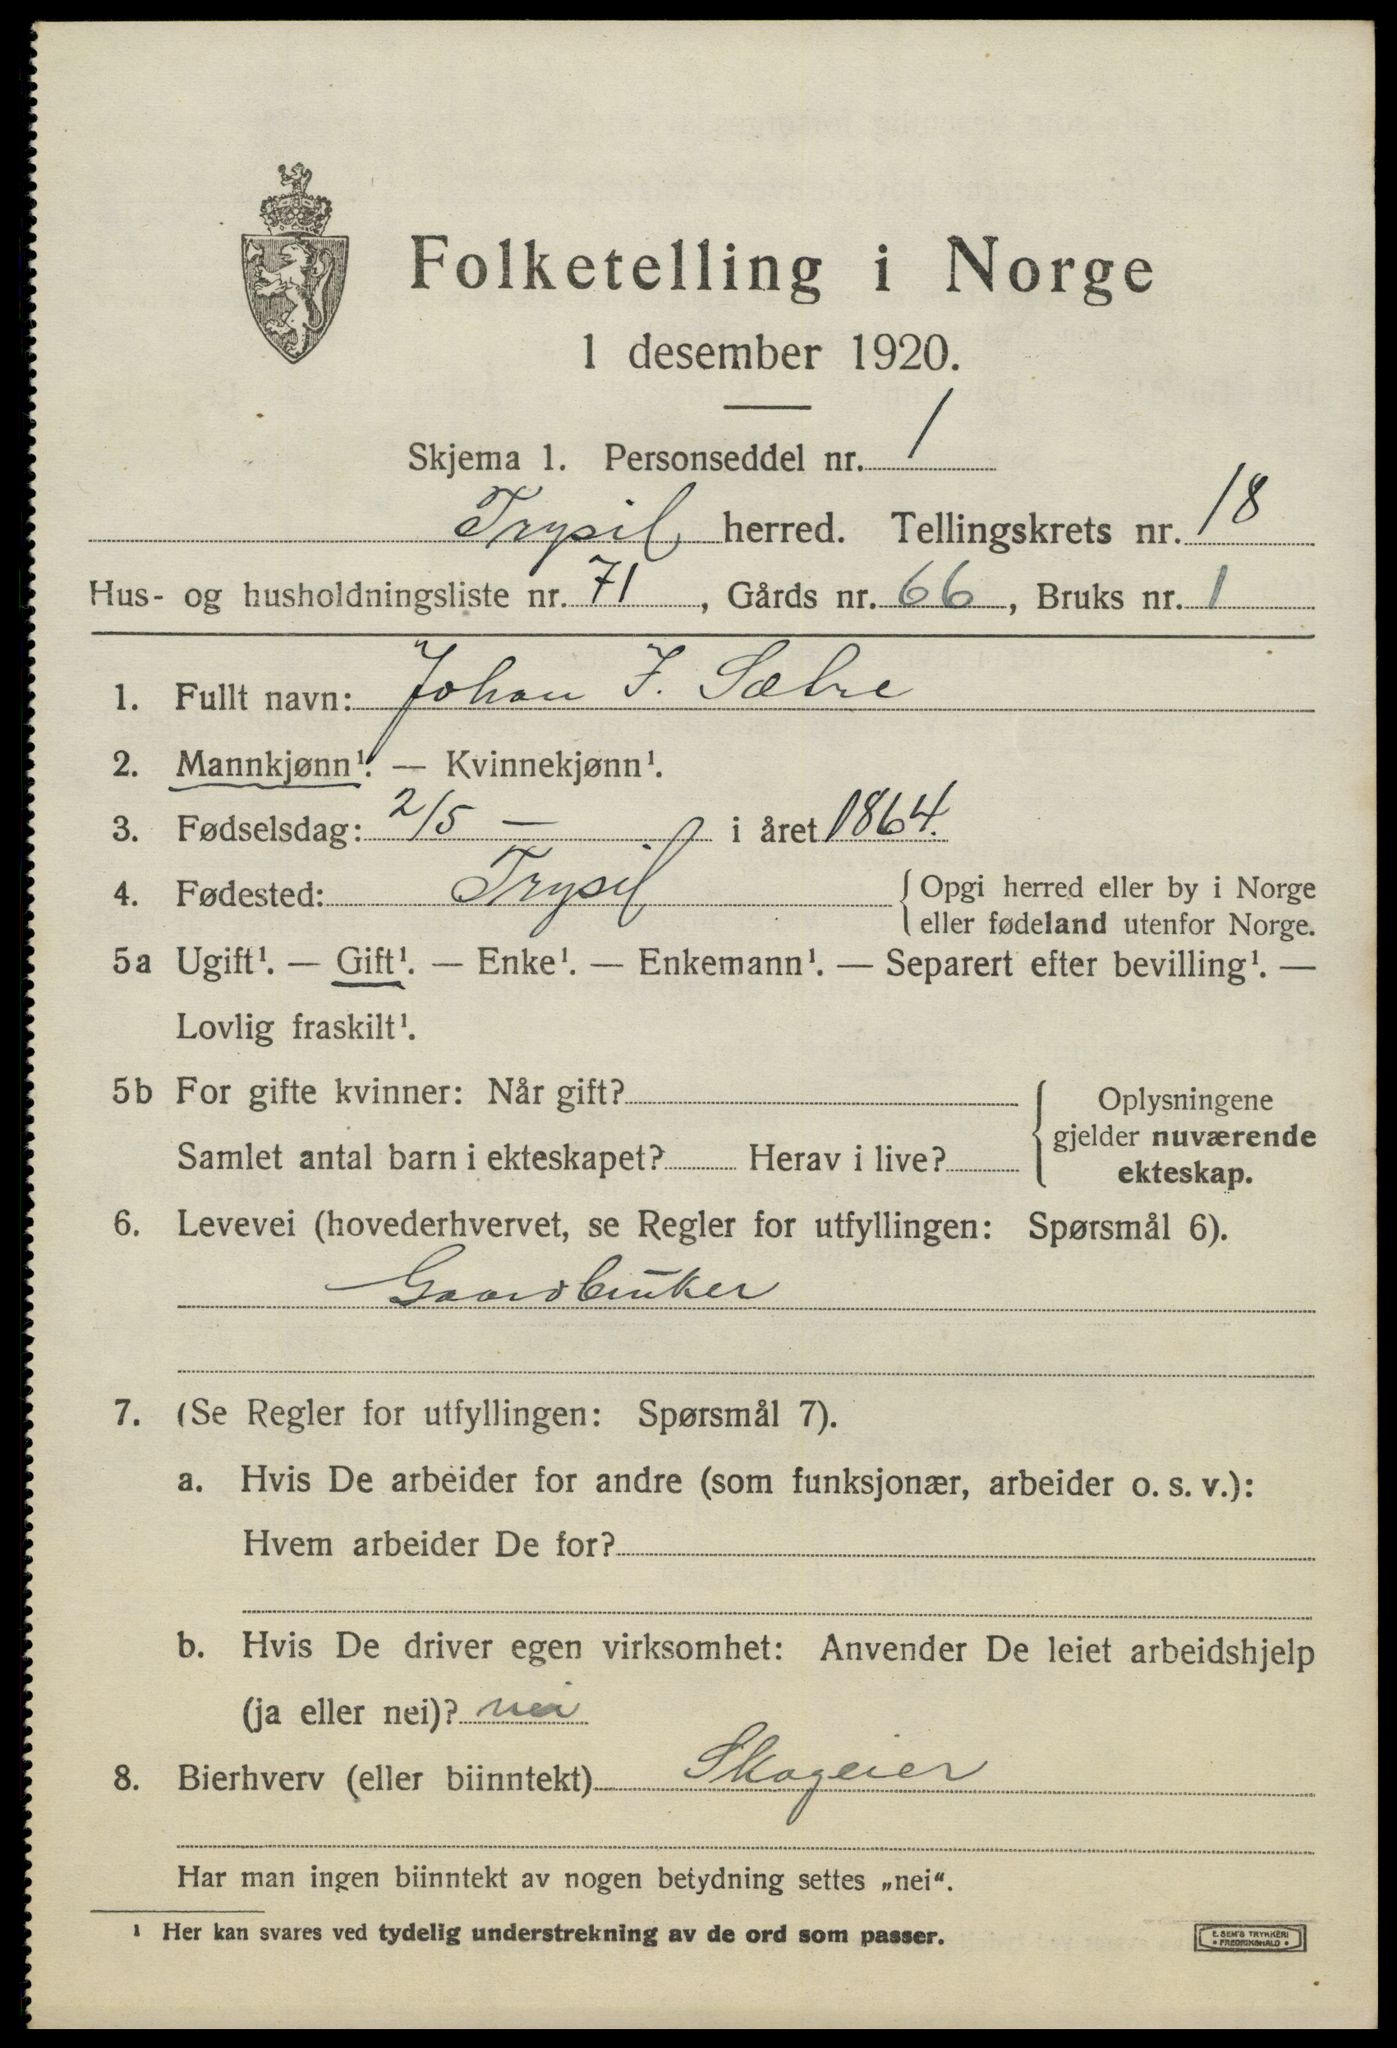 Folketelling i Norge
1 desember 1920.
Skjema 1. Personseddel nr. 1
Trysil herred. Tellingskrets nr. 18
Hus- og husholdningsliste nr. 71, Gårds nr. 66, Bruks nr. 1
1. Fullt navn: Johan F. Sætre
2. Mannkjønn¹. — Kvinnekjønn¹.
3. Fødselsdag: 2/5 — i året 1864.
4. Fødested: Trysil {Opgi herred eller by i Norge
eller fødeland utenfor Norge.
5a Ugift¹. — Gift¹. — Enke¹. — Enkemann¹. — Separert efter bevilling¹. —
Lovlig fraskilt¹.
5b For gifte kvinner: Når gift?
Samlet antal barn i ekteskapet? Herav i live?
Oplysningene
gjelder nuværende
ekteskap.
6. Levevei (hovederhvervet, se Regler for utfyllingen: Spørsmål 6).
Gaardbruker
7. (Se Regler for utfyllingen: Spørsmål 7).
a. Hvis De arbeider for andre (som funksjonær, arbeider o. s. v.):
Hvem arbeider De for?
b. Hvis De driver egen virksomhet: Anvender De leiet arbeidshjelp
(ja eller nei)? nei
8. Bierhverv (eller biinntekt) Skogeier
Har man ingen biinntekt av nogen betydning settes „nei“.
¹ Her kan svares ved tydelig understrekning av de ord som passer.
E. SEM'S TRYKKERI
• FREDRIKSHALD •